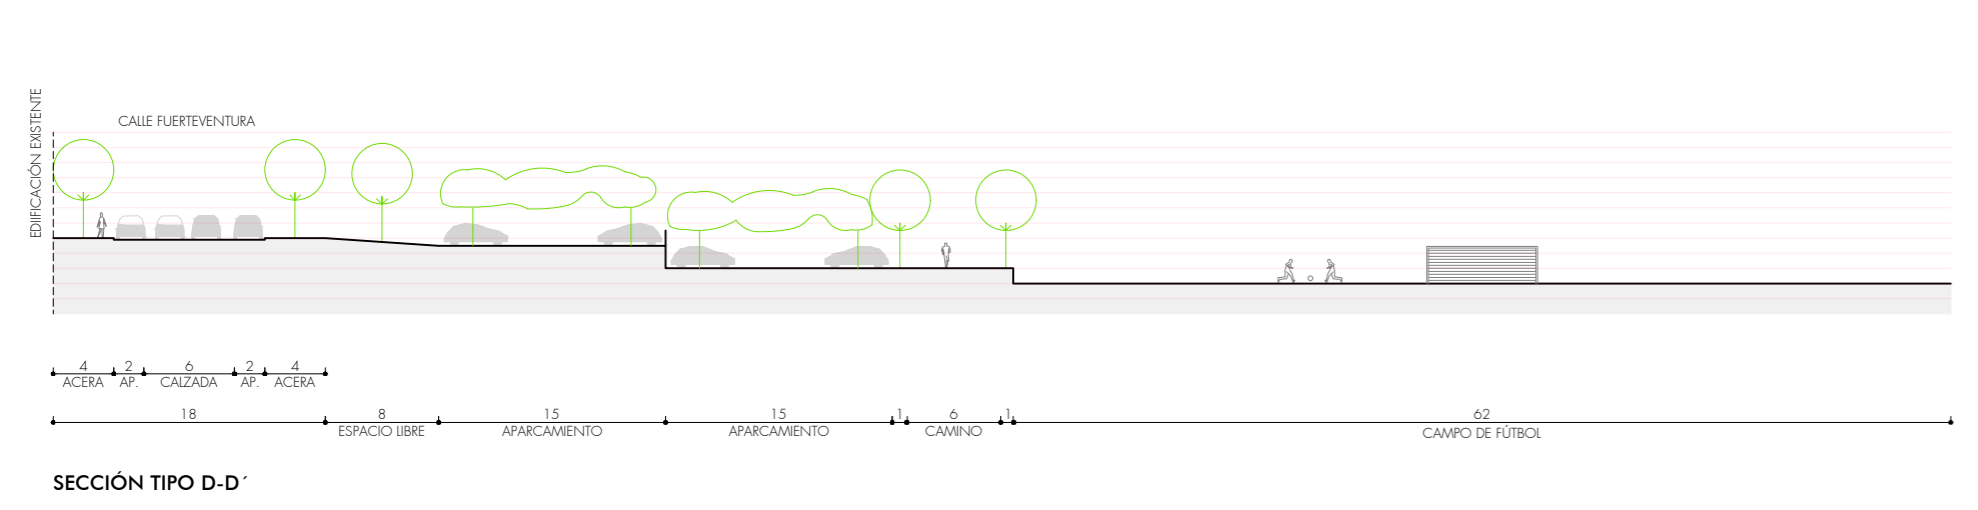 EDIFICACIÓN EXISTENTE
CALLE FUERTEVENTURA
4 2 6 2 4
ACERA AP. CALZADA AP. ACERA
18 8 15 15 1 6 1 62
ESPACIO LIBRE APARCAMIENTO APARCAMIENTO CAMINO CAMPO DE FÚTBOL
SECCIÓN TIPO D-D´